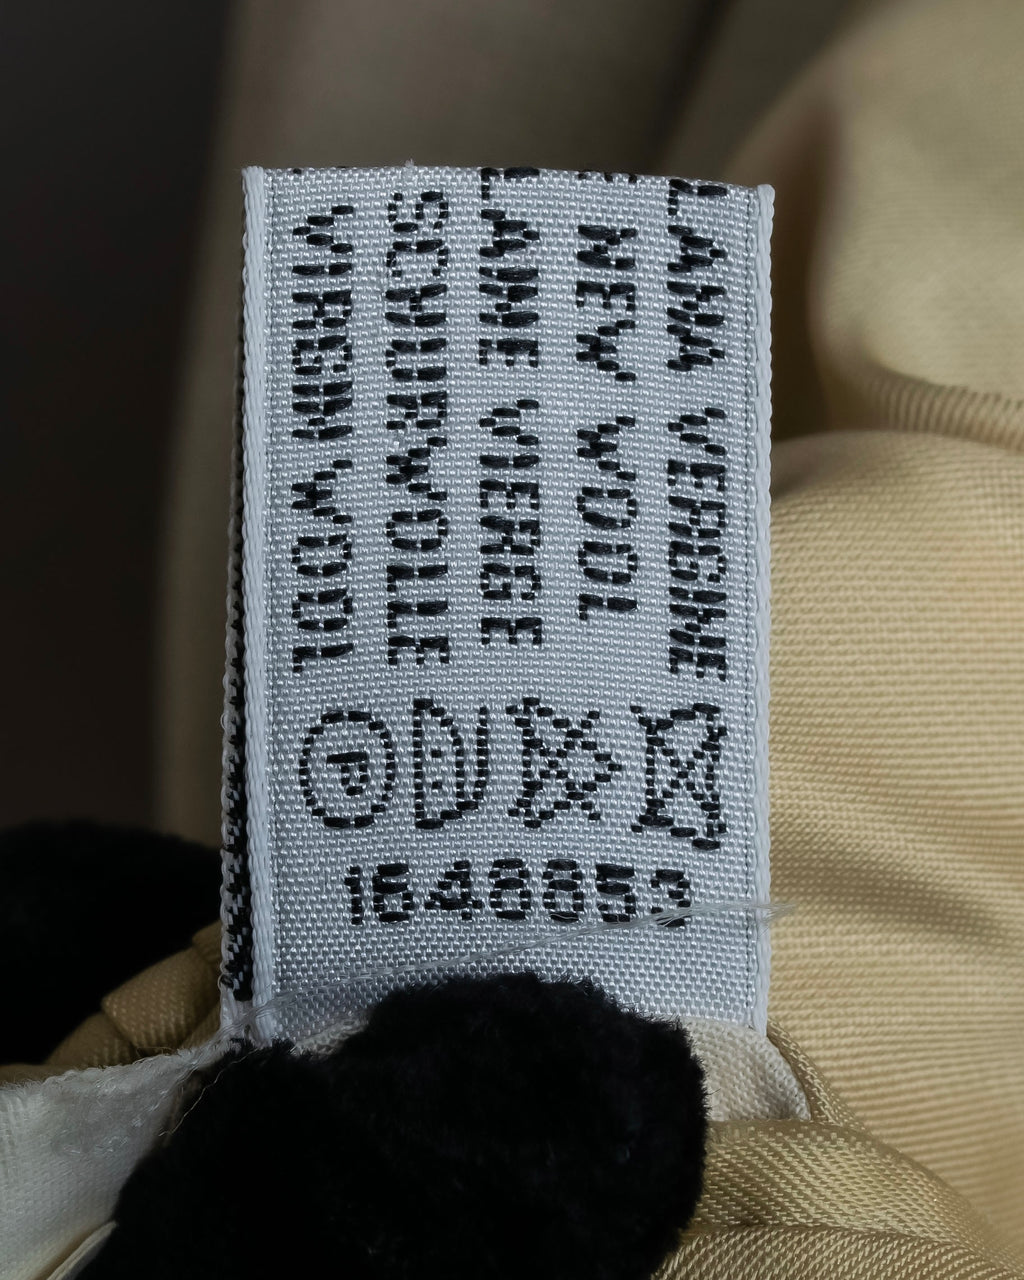 LANA VERGINE
NEW WOOL
LAINE VIERGE
SCHURWOLLE
VIRGIN WOOL
P